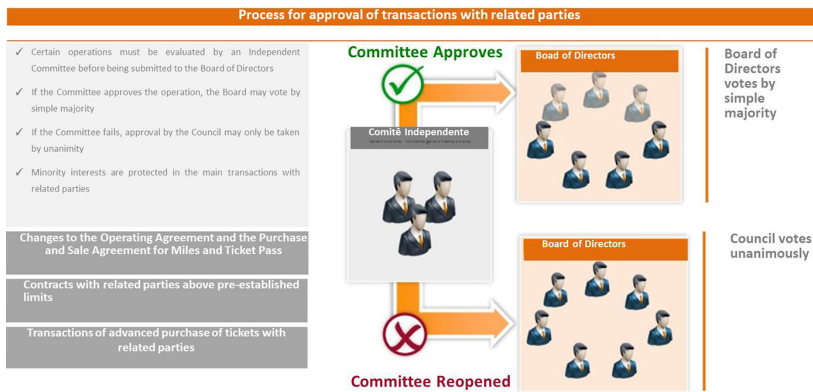 Process for approval of transactions with related parties
✓ Certain operations must be evaluated by an Independent
Committee before being submitted to the Board of Directors
✓ If the Committee approves the operation, the Board may vote by
simple majority
✓ If the Committee fails, approval by the Council may only be taken
by unanimity
✓ Minority interests are protected in the main transactions with
related parties
Changes to the Operating Agreement and the Purchase
and Sale Agreement for Miles and Ticket Pass
Contracts with related parties above pre-established
limits
Transactions of advanced purchase of tickets with
related parties
Committee Approves
Comitê Independente
Comitê Independente
Committee Reopened
Boad of Directors
Board of
Directors
votes by
simple
majority
Board of Directors
Council votes
unanimously